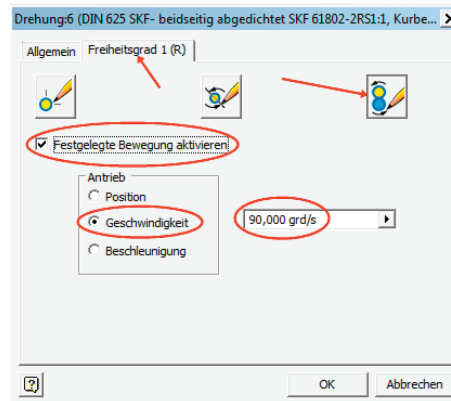 Drehung:6 (DIN 625 SKF- beidseitig abgedichtet SKF 61802-2RS1:1, Kurbe...
Allgemein Freiheitsgrad 1 (R)
Festgelegte Bewegung aktivieren
Antrieb
Position
Geschwindigkeit 90,000 grd/s
Beschleunigung
OK Abbrechen